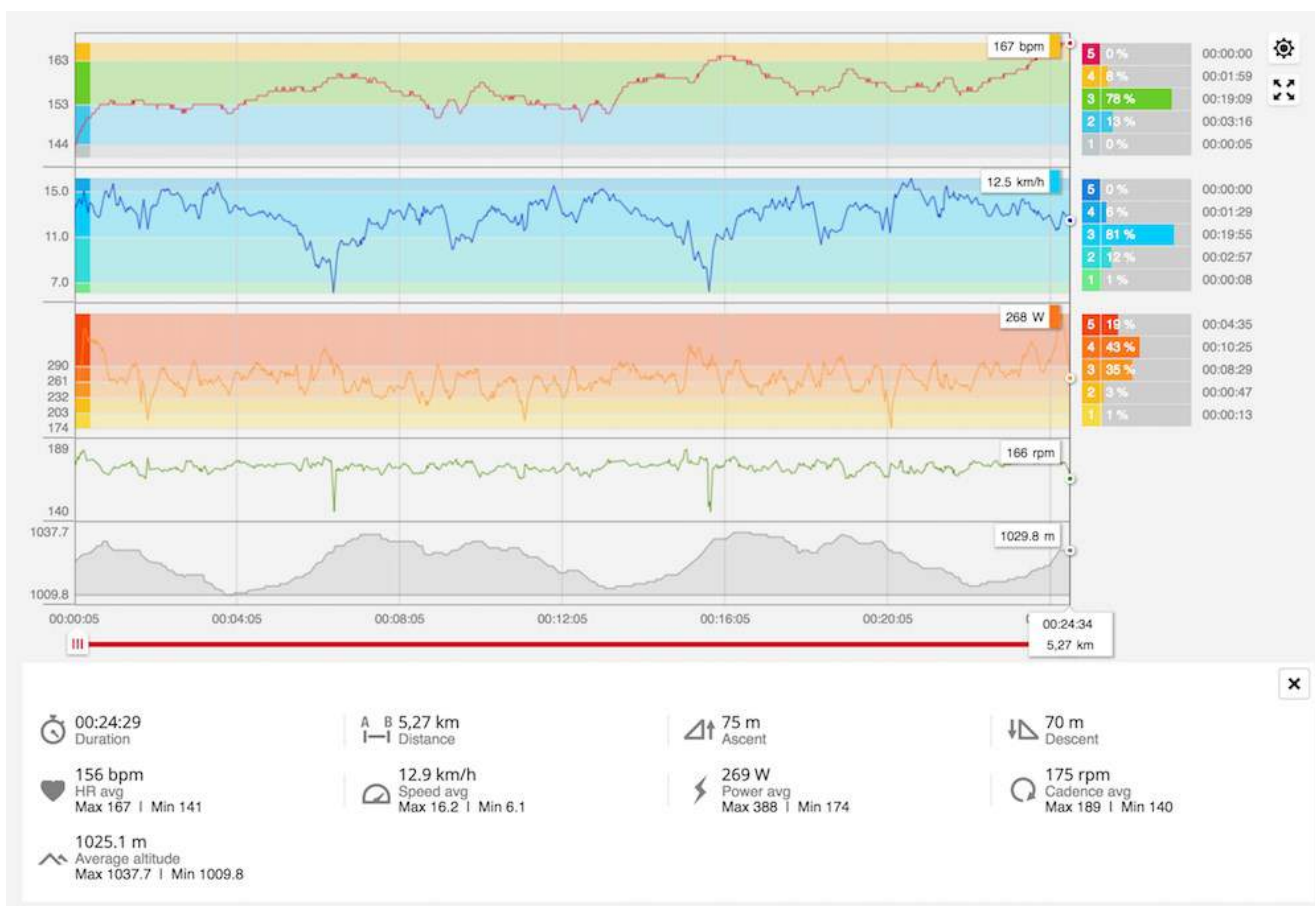 163
153
144
167 bpm
5 0 % 00:00:00
4 8 % 00:01:59
3 78 % 00:19:09
2 13 % 00:03:16
1 0 % 00:00:05
15.0
11.0
7.0
12.5 km/h
5 0 % 00:00:00
4 6 % 00:01:29
3 81 % 00:19:55
2 12 % 00:02:57
1 1 % 00:00:08
290
261
232
203
174
268 W
5 19 % 00:04:35
4 43 % 00:10:25
3 35 % 00:08:29
2 3 % 00:00:47
1 1 % 00:00:13
189
140
166 rpm
1037.7
1009.8
1029.8 m
00:00:05 00:04:05 00:08:05 00:12:05 00:16:05 00:20:05
00:24:34
5,27 km
00:24:29
Duration
A B 5,27 km
Distance
75 m
Ascent
70 m
Descent
156 bpm
HR avg
Max 167 | Min 141
12.9 km/h
Speed avg
Max 16.2 | Min 6.1
269 W
Power avg
Max 388 | Min 174
175 rpm
Cadence avg
Max 189 | Min 140
1025.1 m
Average altitude
Max 1037.7 | Min 1009.8